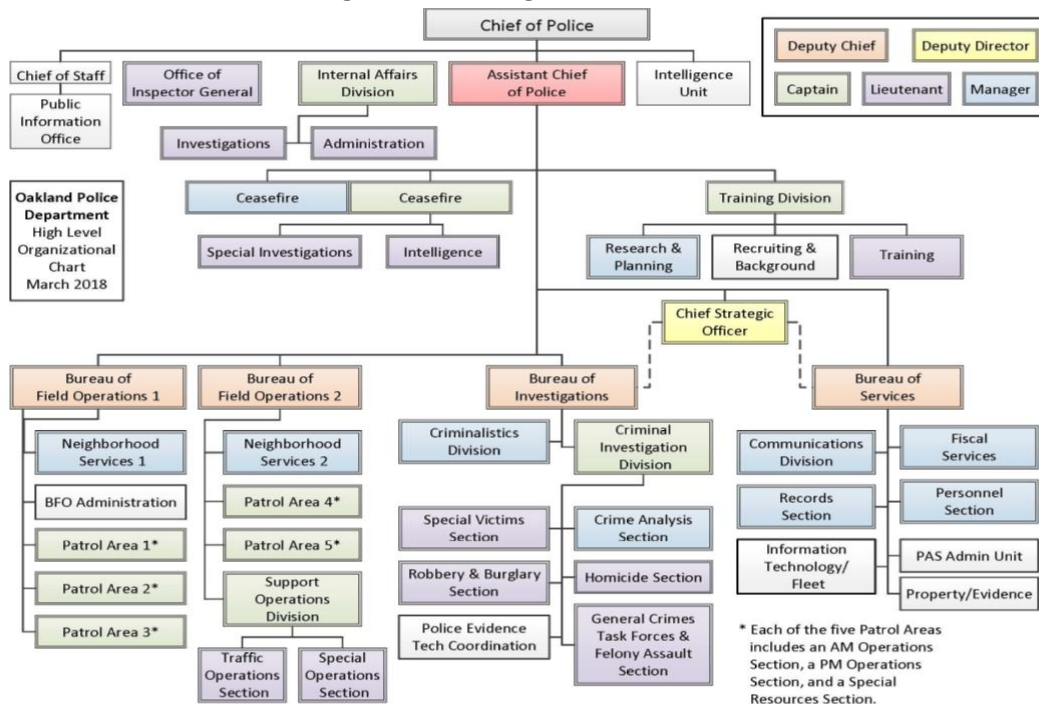 Chief of Police
Deputy Chief
Deputy Director
Captain
Lieutenant
Manager
Chief of Staff
Public
Information
Office
Office of
Inspector General
Internal Affairs
Division
Assistant Chief
of Police
Intelligence
Unit
Investigations
Administration
Oakland Police
Department
High Level
Organizational
Chart
March 2018
Ceasefire
Ceasefire
Training Division
Special Investigations
Intelligence
Research &
Planning
Recruiting &
Background
Training
Chief Strategic
Officer
Bureau of
Field Operations 1
Bureau of
Field Operations 2
Bureau of
Investigations
Bureau of
Services
Neighborhood
Services 1
BFO Administration
Patrol Area 1*
Patrol Area 2*
Patrol Area 3*
Neighborhood
Services 2
Patrol Area 4*
Patrol Area 5*
Support
Operations
Division
Traffic
Operations
Section
Special
Operations
Section
Criminalistics
Division
Criminal
Investigation
Division
Special Victims
Section
Crime Analysis
Section
Robbery & Burglary
Section
Homicide Section
Police Evidence
Tech Coordination
General Crimes
Task Forces &
Felony Assault
Section
Communications
Division
Fiscal
Services
Records
Section
Personnel
Section
Information
Technology/
Fleet
PAS Admin Unit
Property/Evidence
* Each of the five Patrol Areas
includes an AM Operations
Section, a PM Operations
Section, and a Special
Resources Section.